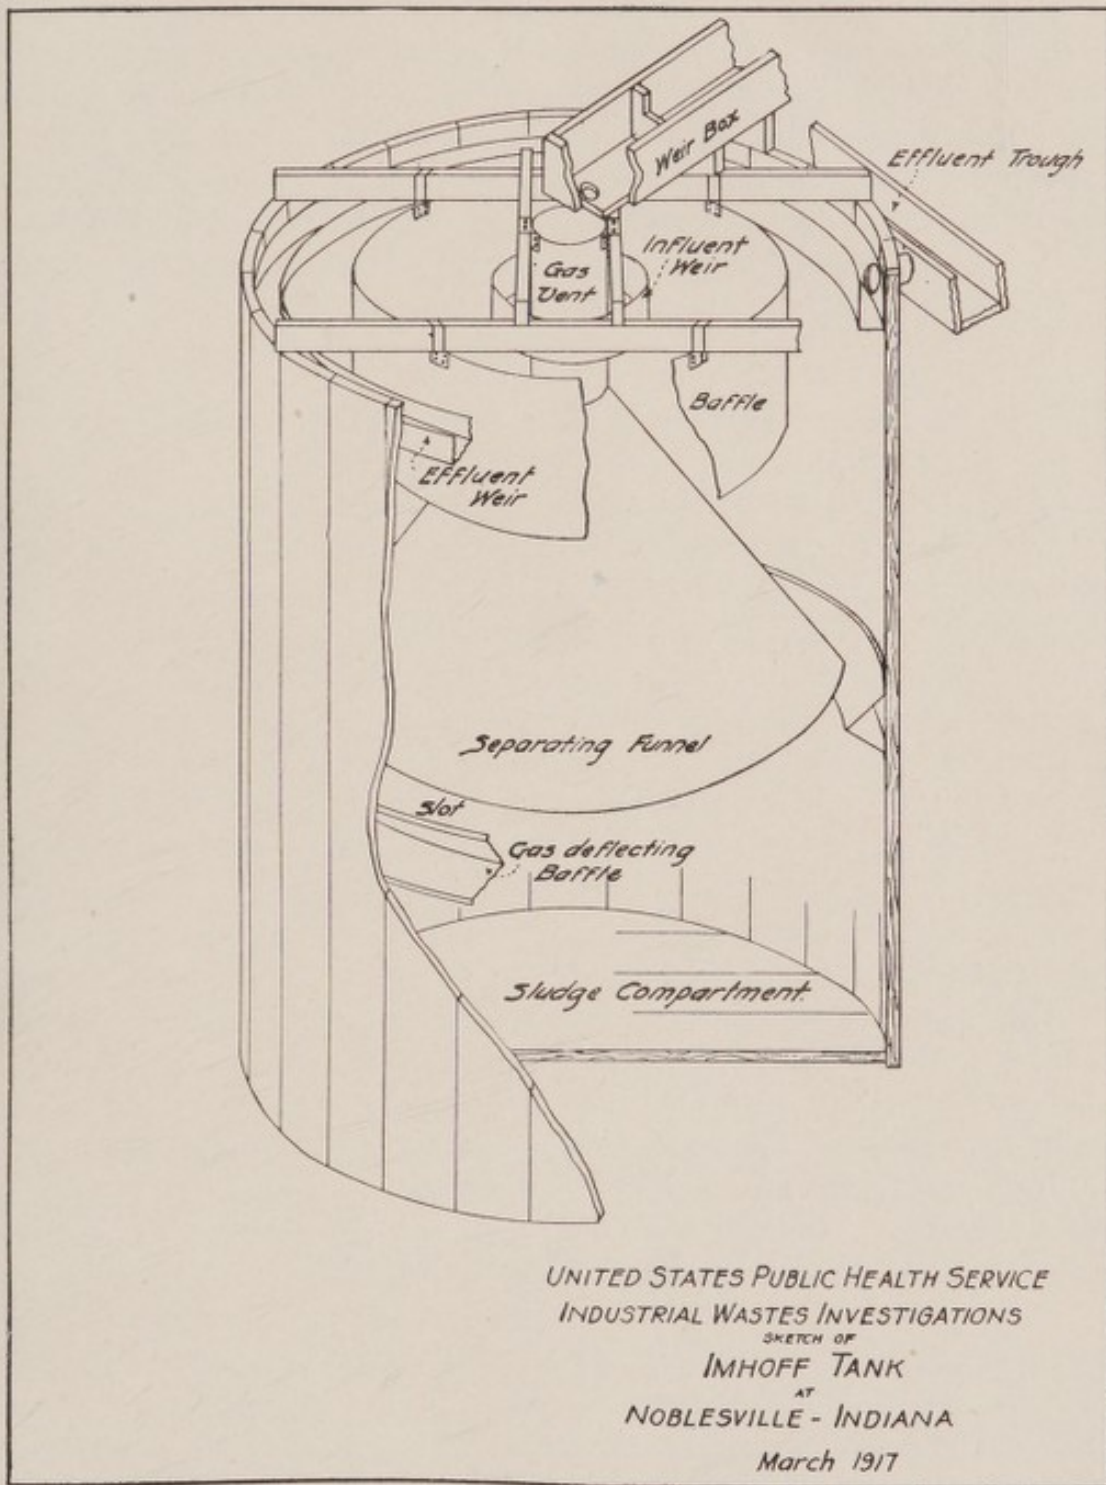 Weir Box
Effluent Trough
Influent
Weir
Gas
Vent
Baffle
Effluent
Weir
Separating Funnel
Slot
Gas deflecting
Baffle
Sludge Compartment.
UNITED STATES PUBLIC HEALTH SERVICE
INDUSTRIAL WASTES INVESTIGATIONS
SKETCH OF
IMHOFF TANK
AT
NOBLESVILLE - INDIANA
March 1917